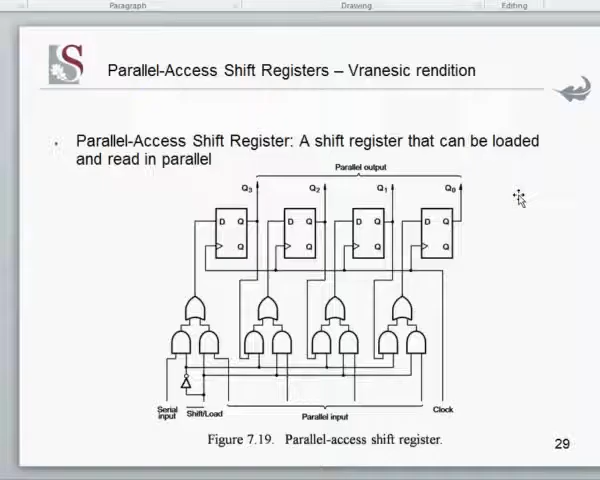 Paragraph
Drawing
Editing
S
Parallel-Access Shift Registers – Vranesic rendition
Parallel-Access Shift Register: A shift register that can be loaded
and read in parallel
Parallel output
Q3 Q2 Q1 Q0
D Q D Q D Q D Q
Q Q Q Q
Serial
input
Shift/Load
Parallel input
Clock
Figure 7.19. Parallel-access shift register.
29